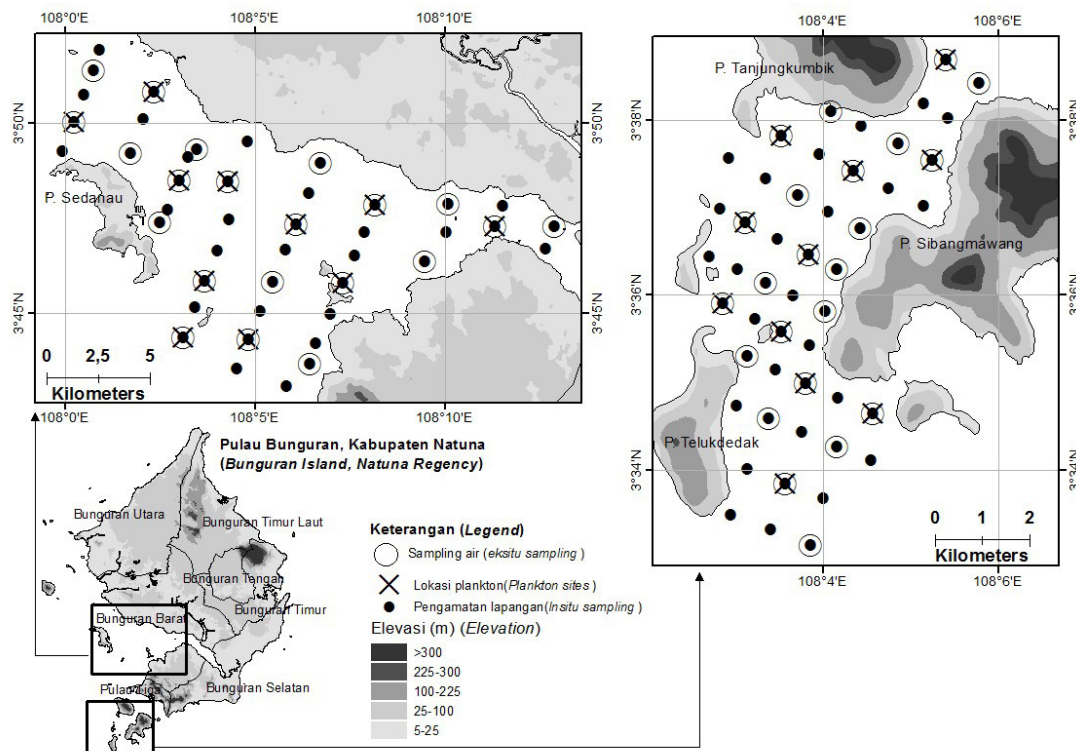 108°0'E
108°5'E
108°10'E
108°4'E
108°6'E
P. Tanjungkumbik
3°50'N
3°50'N
3°38'N
3°38'N
P. Sedanau
P. Sibangmawang
3°45'N
3°45'N
3°36'N
3°36'N
0 2,5 5
Kilometers
P. Telukdedak
3°34'N
3°34'N
0 1 2
Kilometers
108°0'E
108°5'E
108°10'E
108°4'E
108°6'E
Pulau Bunguran, Kabupaten Natuna
(Bunguran Island, Natuna Regency)
Bunguran Utara
Bunguran Timur Laut
Bunguran Tengah
Bunguran Timur
Bunguran Barat
Bunguran Selatan
Pulau Tiga
Keterangan (Legend)
Sampling air (eksitu sampling)
Lokasi plankton(Plankton sites)
Pengamatan lapangan(Insitu sampling)
Elevasi (m) (Elevation)
>300
225-300
100-225
25-100
5-25